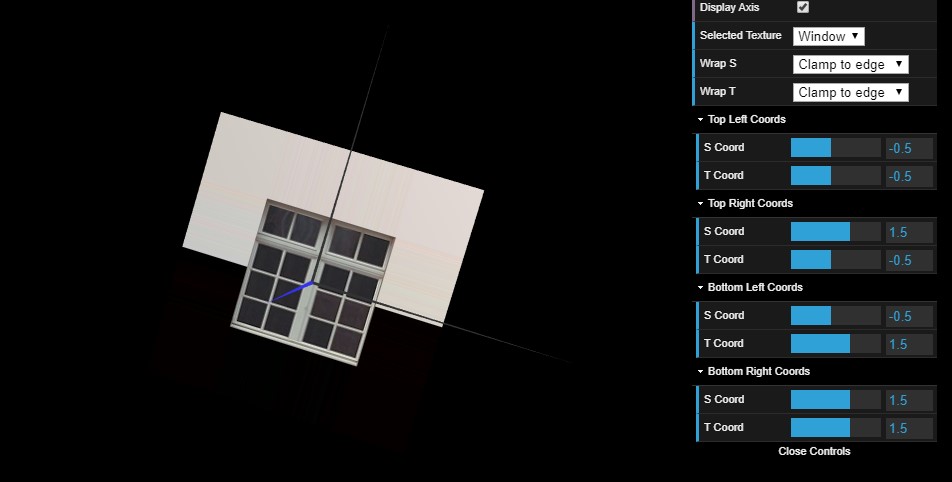 Display Axis
Selected Texture Window
Wrap S Clamp to edge
Wrap T Clamp to edge
Top Left Coords
S Coord -0.5
T Coord -0.5
Top Right Coords
S Coord 1.5
T Coord -0.5
Bottom Left Coords
S Coord -0.5
T Coord 1.5
Bottom Right Coords
S Coord 1.5
T Coord 1.5
Close Controls